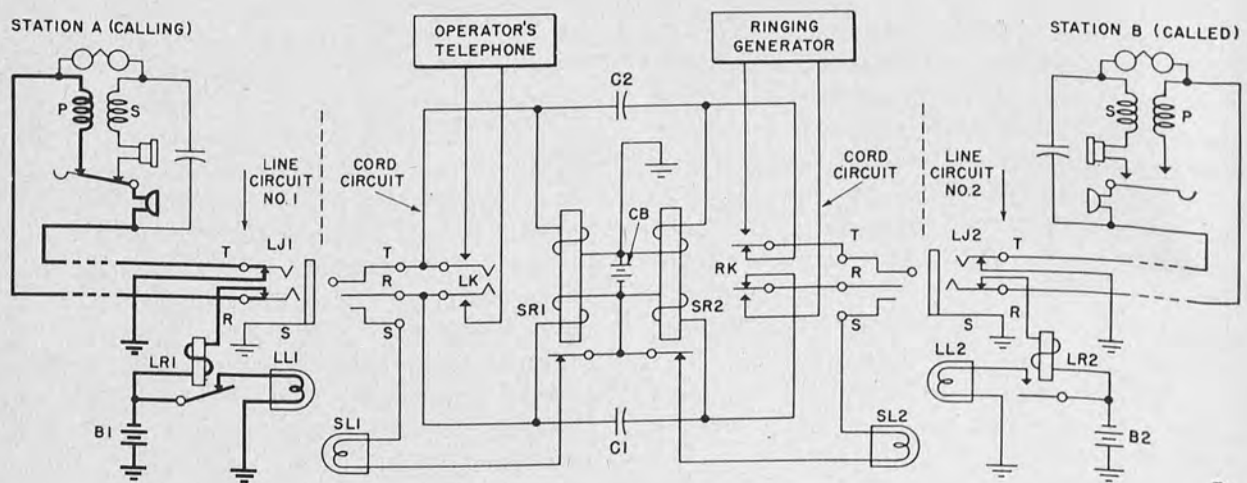 STATION A (CALLING)
OPERATOR'S
TELEPHONE
RINGING
GENERATOR
STATION B (CALLED)
P
S
C2
S
P
LINE
CIRCUIT
NO. 1
CORD
CIRCUIT
CORD
CIRCUIT
LINE
CIRCUIT
NO. 2
LJ1
T
R
S
T
R
S
LK
CB
SR1
SR2
RK
T
R
S
LJ2
T
R
S
LR1
LL1
B1
SL1
C1
SL2
LL2
LR2
B2